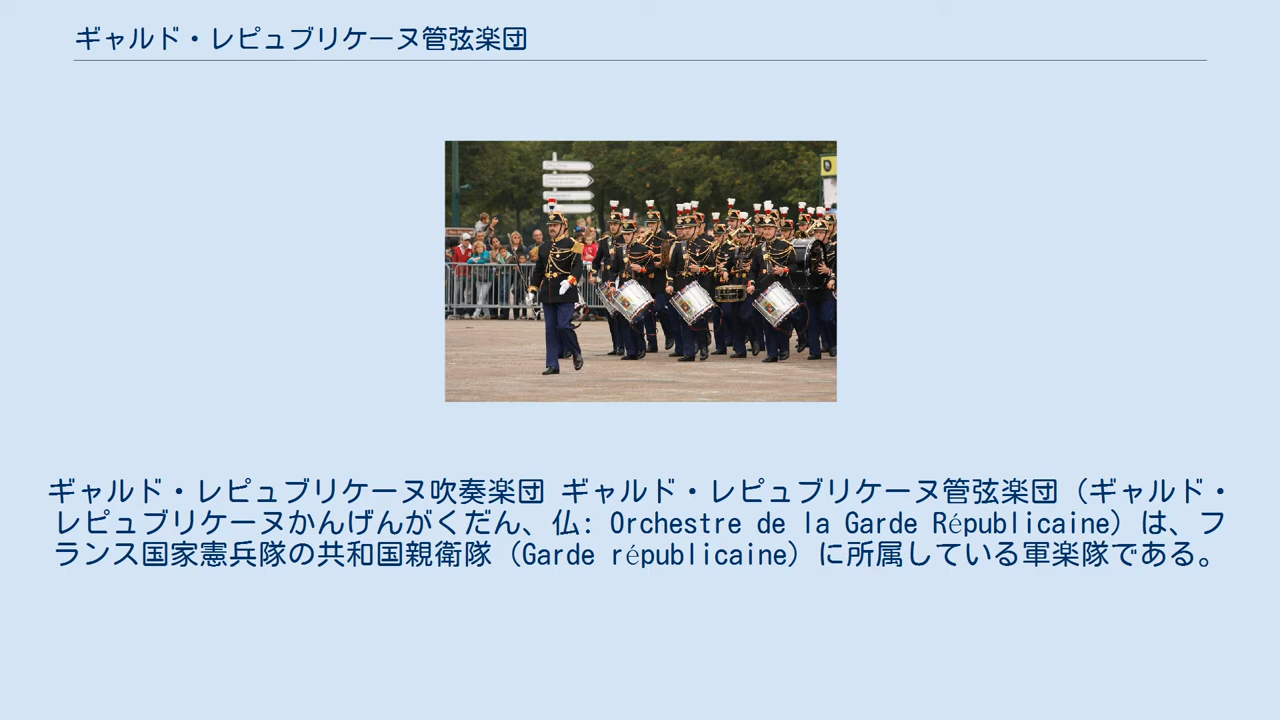 ギャルド・レピュブリケーヌ管弦楽団
ギャルド・レピュブリケーヌ吹奏楽団 ギャルド・レピュブリケーヌ管弦楽団（ギャルド・
レピュブリケーヌかんげんがくだん、仏: Orchestre de la Garde Républicaine）は、フ
ランス国家憲兵隊の共和国親衛隊（Garde républicaine）に所属している軍楽隊である。